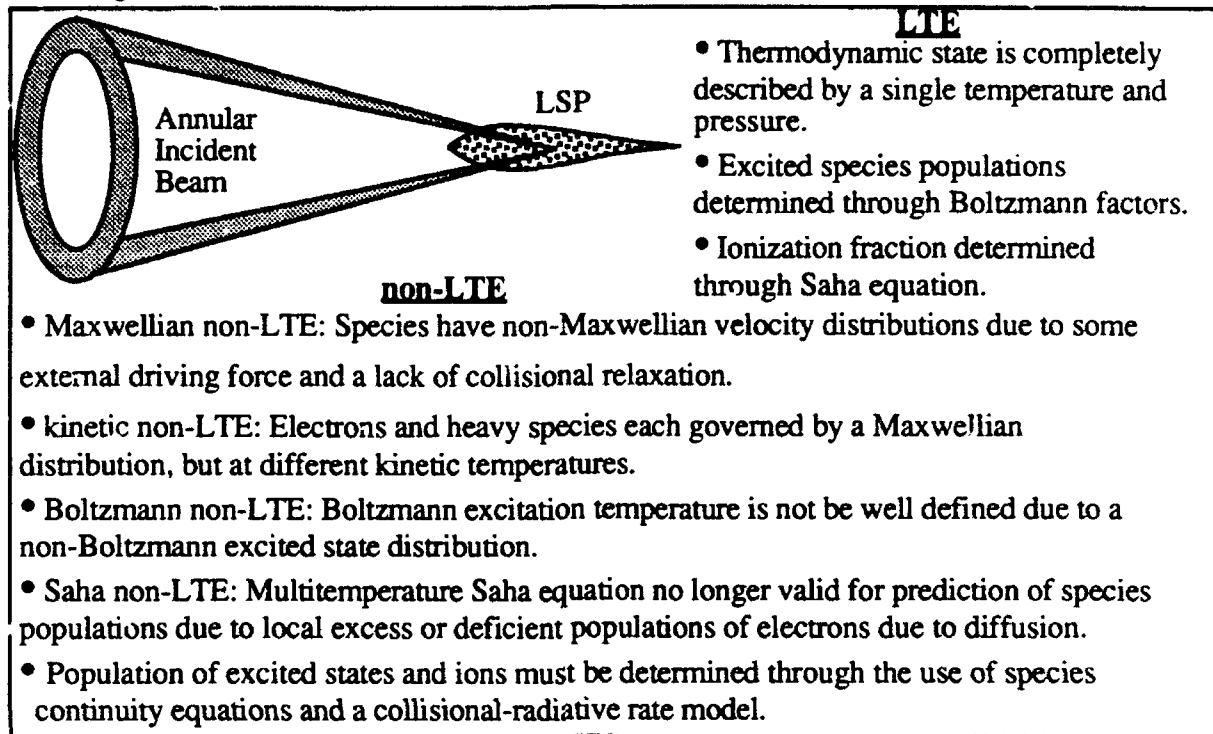 LTE
• Thermodynamic state is completely
described by a single temperature and
pressure.
• Excited species populations
determined through Boltzmann factors.
• Ionization fraction determined
through Saha equation.
Annular
Incident
Beam
LSP
non-LTE
• Maxwellian non-LTE: Species have non-Maxwellian velocity distributions due to some
external driving force and a lack of collisional relaxation.
• kinetic non-LTE: Electrons and heavy species each governed by a Maxwellian
distribution, but at different kinetic temperatures.
• Boltzmann non-LTE: Boltzmann excitation temperature is not be well defined due to a
non-Boltzmann excited state distribution.
• Saha non-LTE: Multitemperature Saha equation no longer valid for prediction of species
populations due to local excess or deficient populations of electrons due to diffusion.
• Population of excited states and ions must be determined through the use of species
continuity equations and a collisional-radiative rate model.